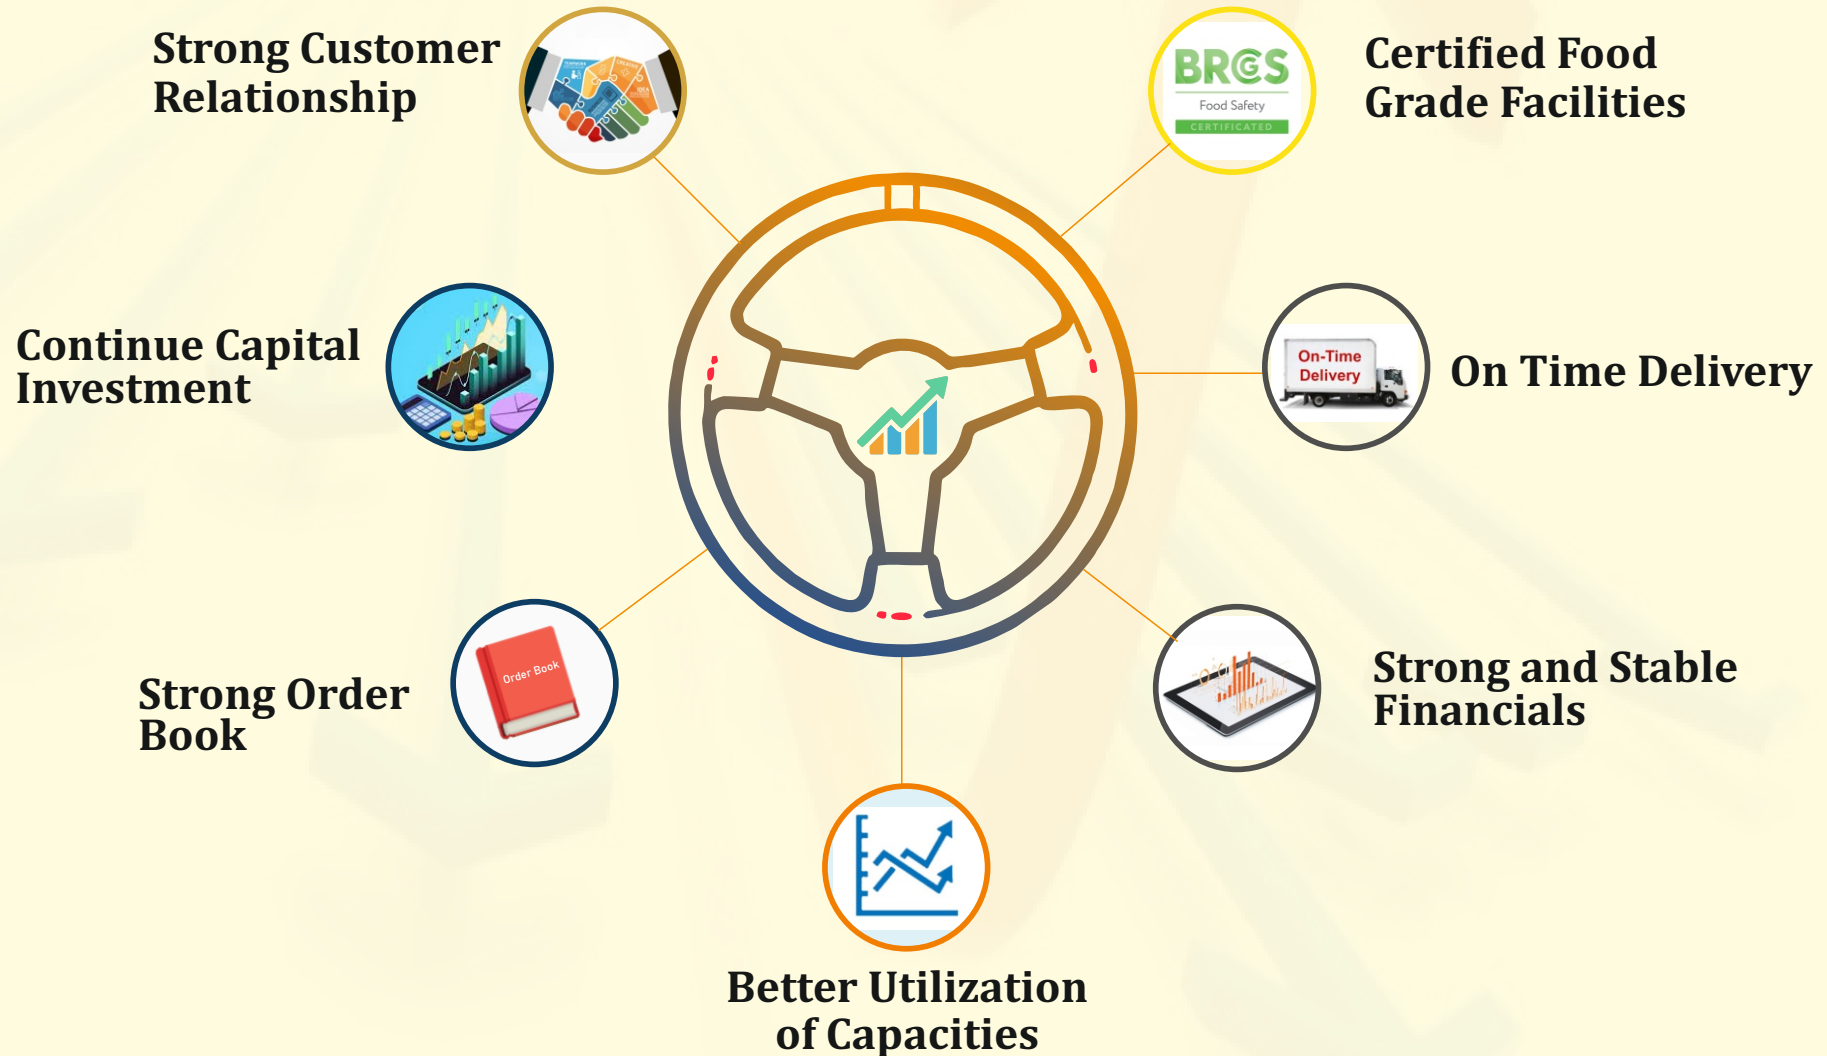 Strong Customer
Relationship
BRCGS
Food Safety
CERTIFICATED
Certified Food
Grade Facilities
Continue Capital
Investment
On-Time
Delivery
On Time Delivery
Order Book
Strong Order
Book
Strong and Stable
Financials
Better Utilization
of Capacities